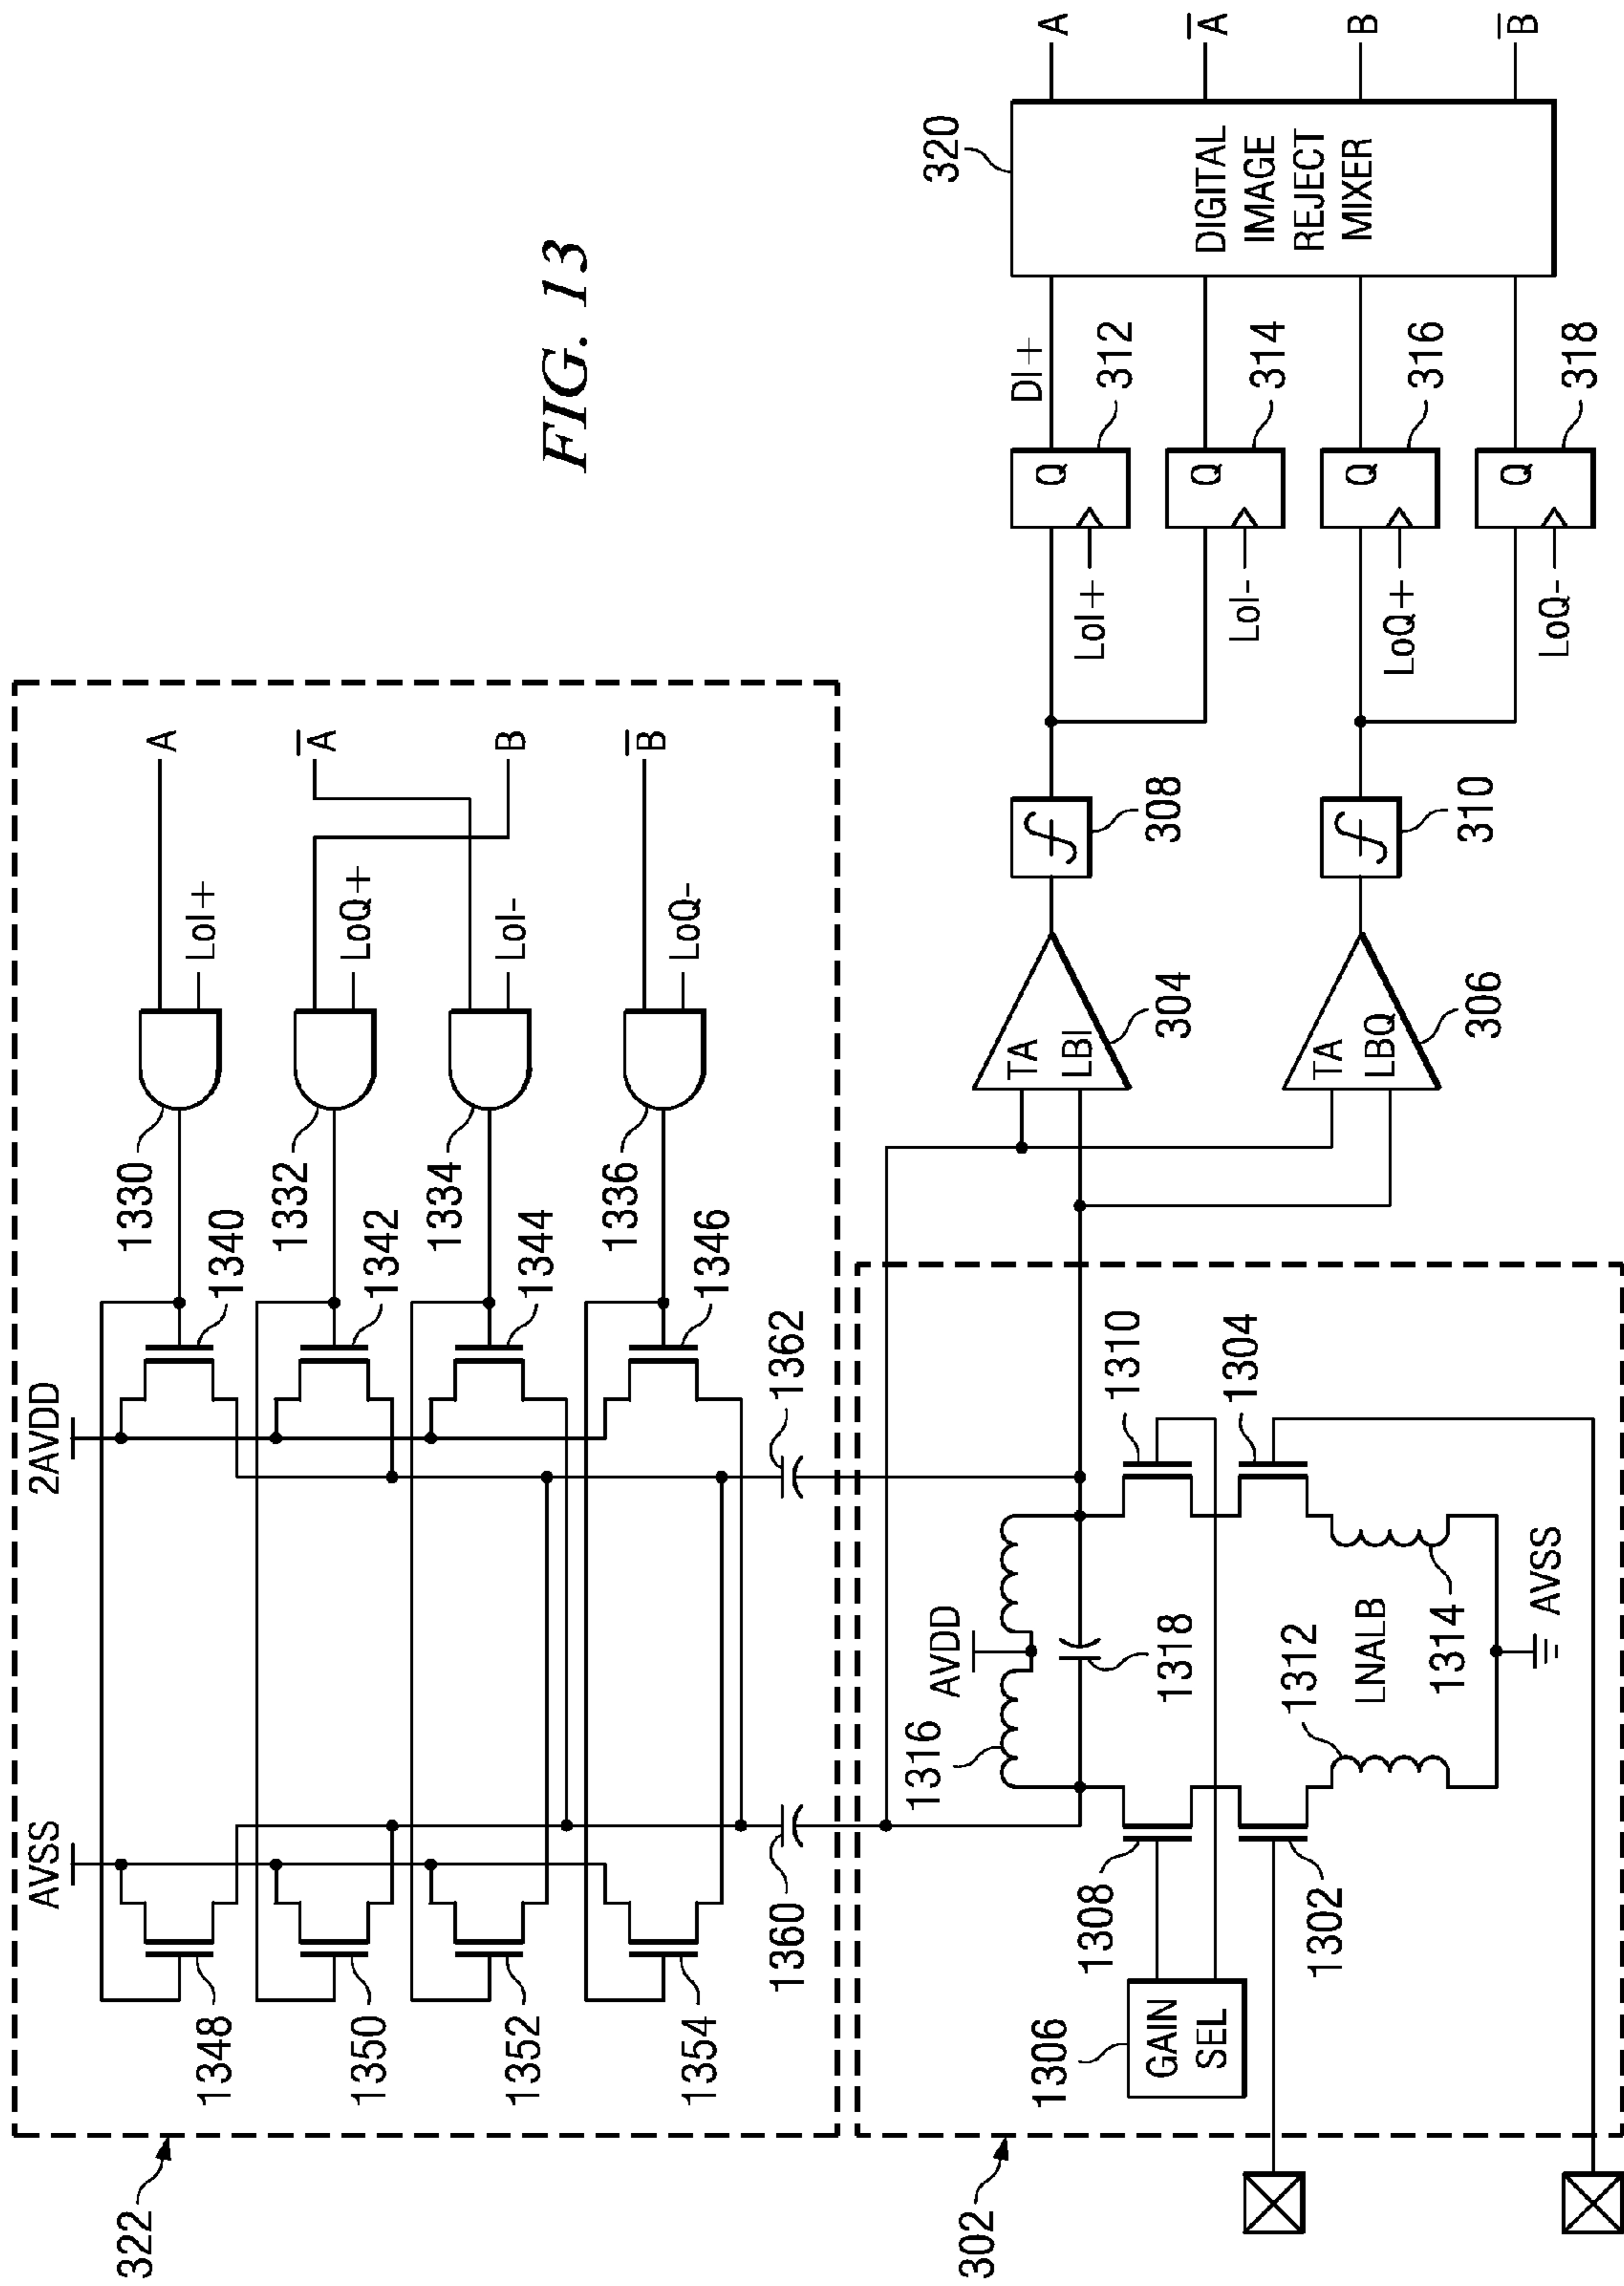 FIG. 13
322
AVSS
2AVDD
1348
1350
1352
1354
1340
1342
1344
1346
1330
1332
1334
1336
LoI+
LoQ+
LoI-
LoQ-
A
A̅
B
B̅
1360
1362
302
1306
GAIN
SEL
1308
1302
1316
AVDD
1318
1312
LNALB
1314
AVSS
1310
1304
TA
LBI
304
TA
LBQ
306
308
310
LoI+
LoI-
LoQ+
LoQ-
Q
Q
Q
Q
DI+
312
314
316
318
320
DIGITAL
IMAGE
REJECT
MIXER
A
A̅
B
B̅